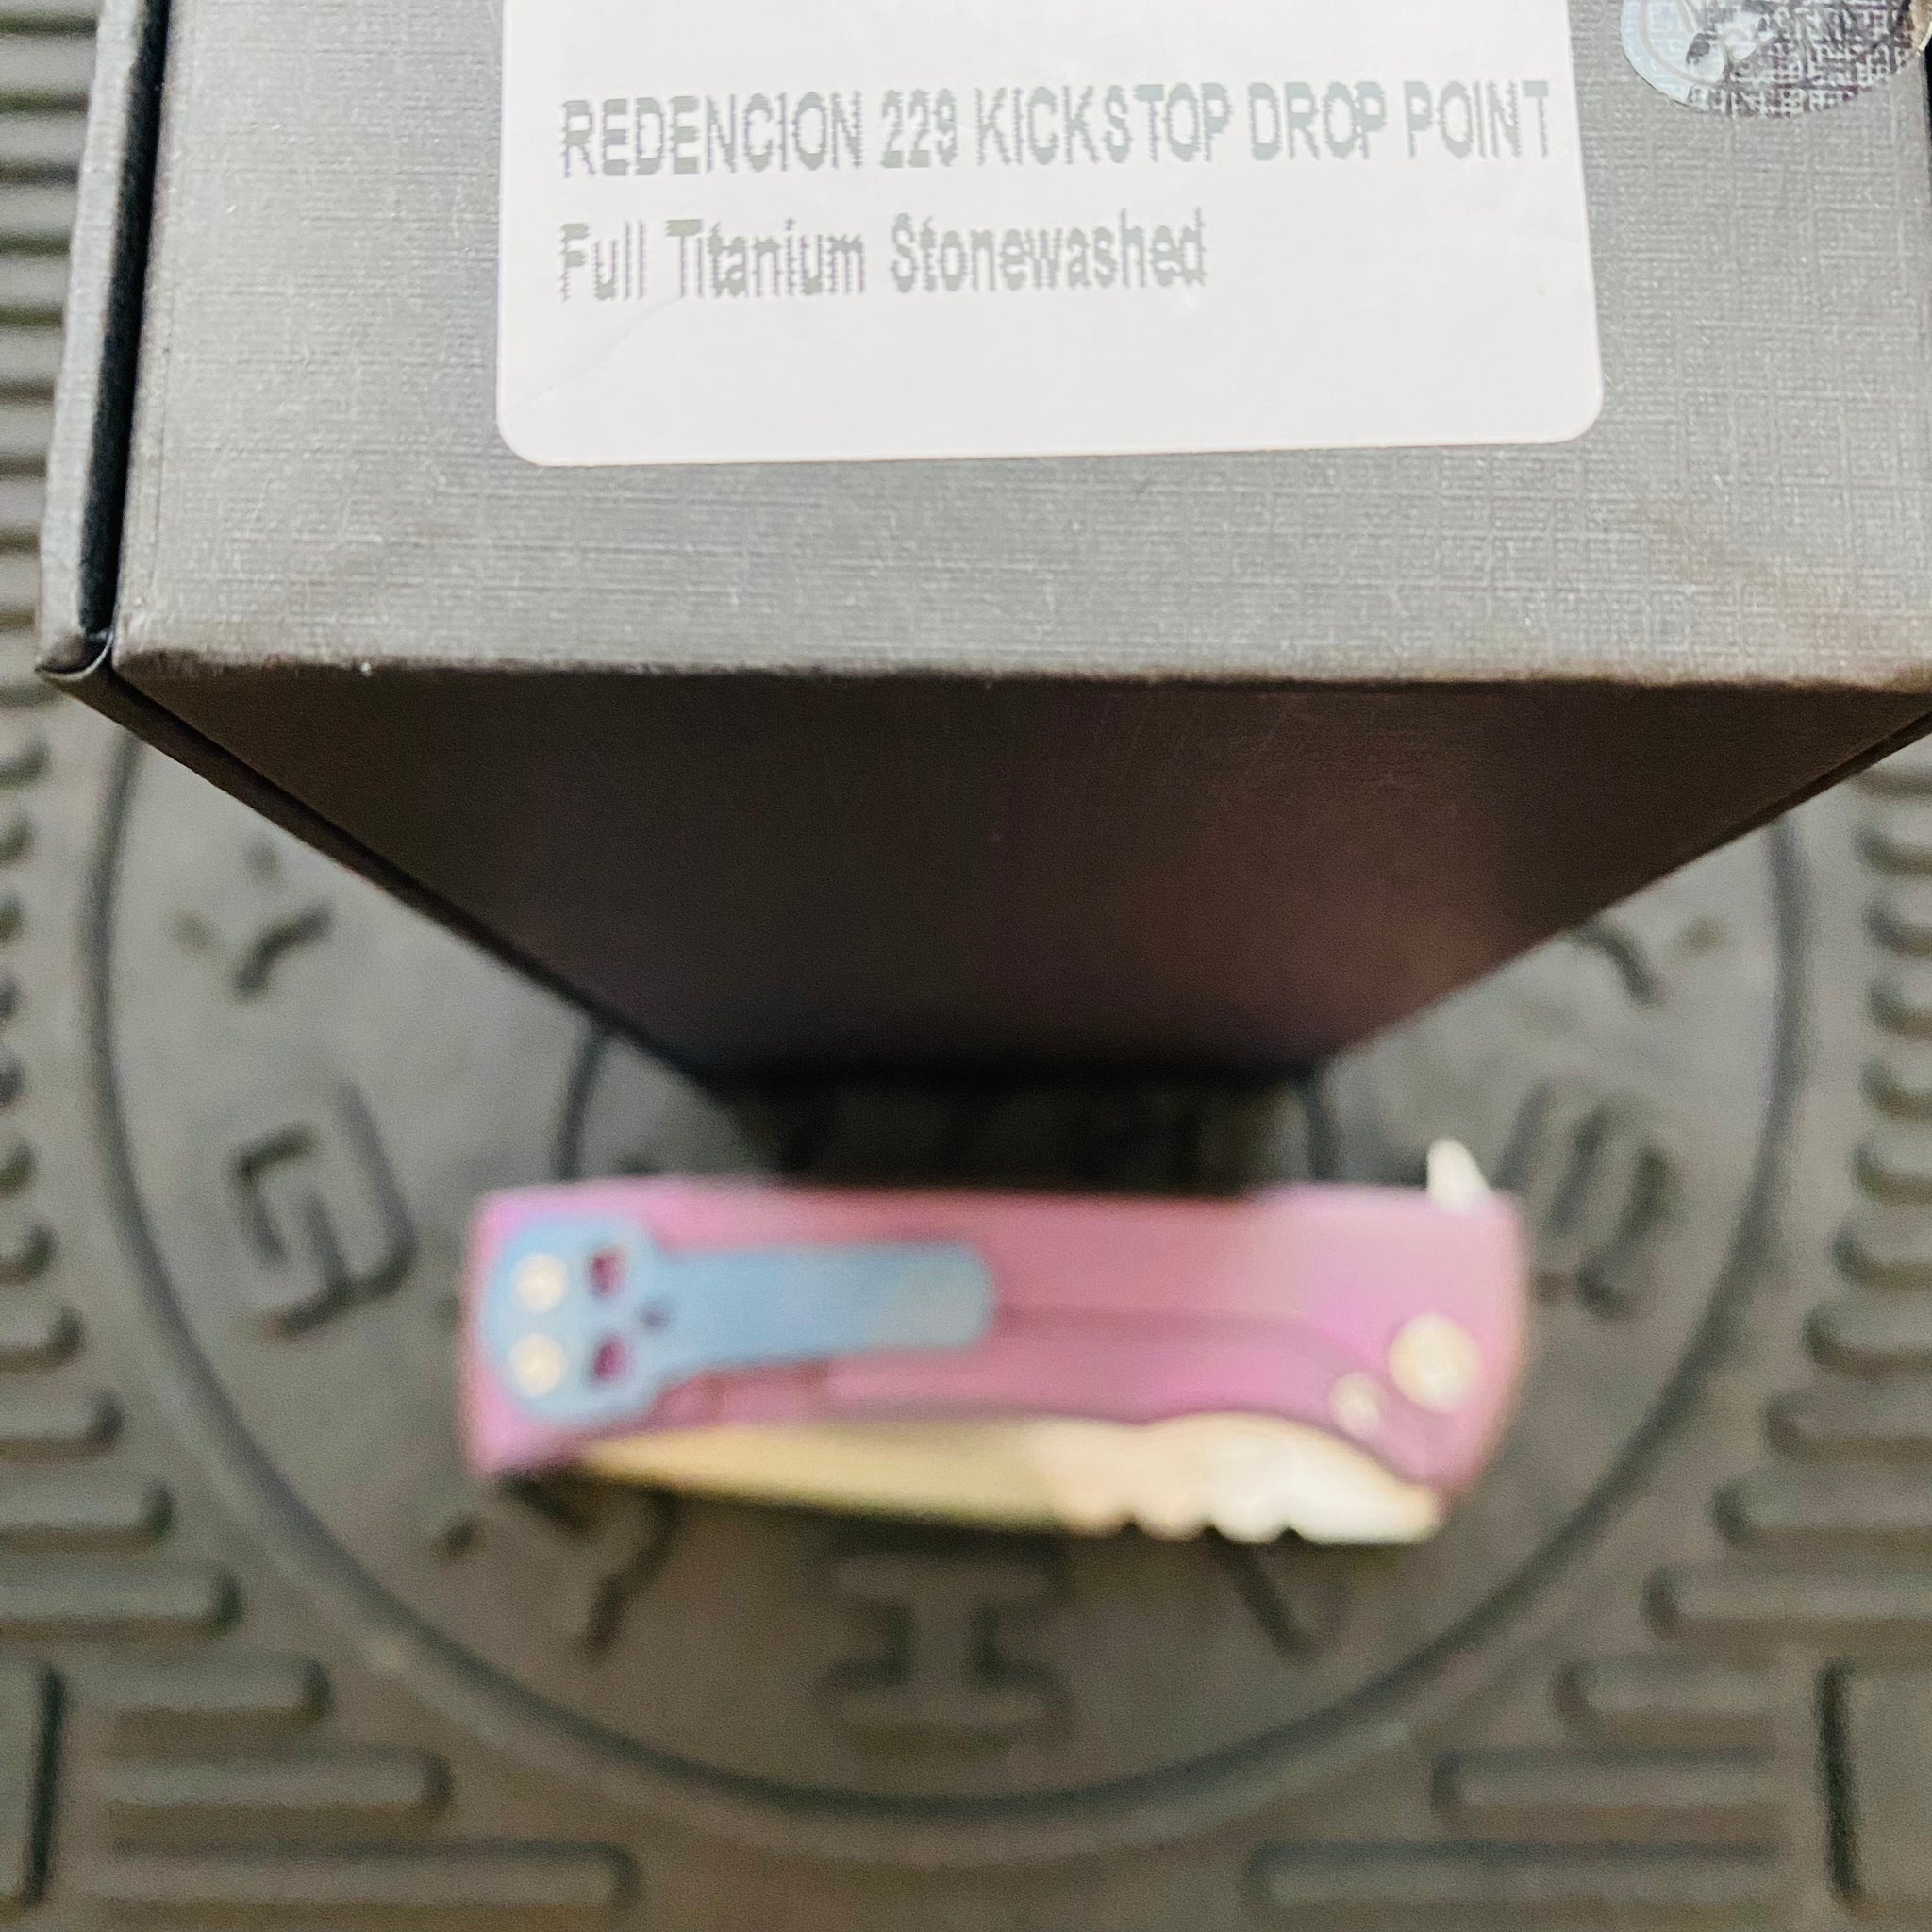 REDENCION 229 KICKSTOP DROP POINT
Full Titanium Stonewashed